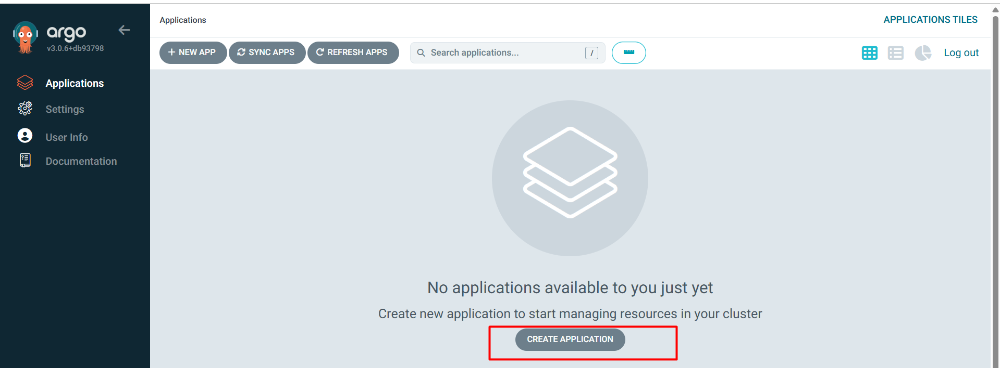 argo
v3.0.6+db93798
Applications
Settings
User Info
Documentation
Applications
APPLICATIONS TILES
+ NEW APP SYNC APPS REFRESH APPS Search applications... / Log out
No applications available to you just yet
Create new application to start managing resources in your cluster
CREATE APPLICATION